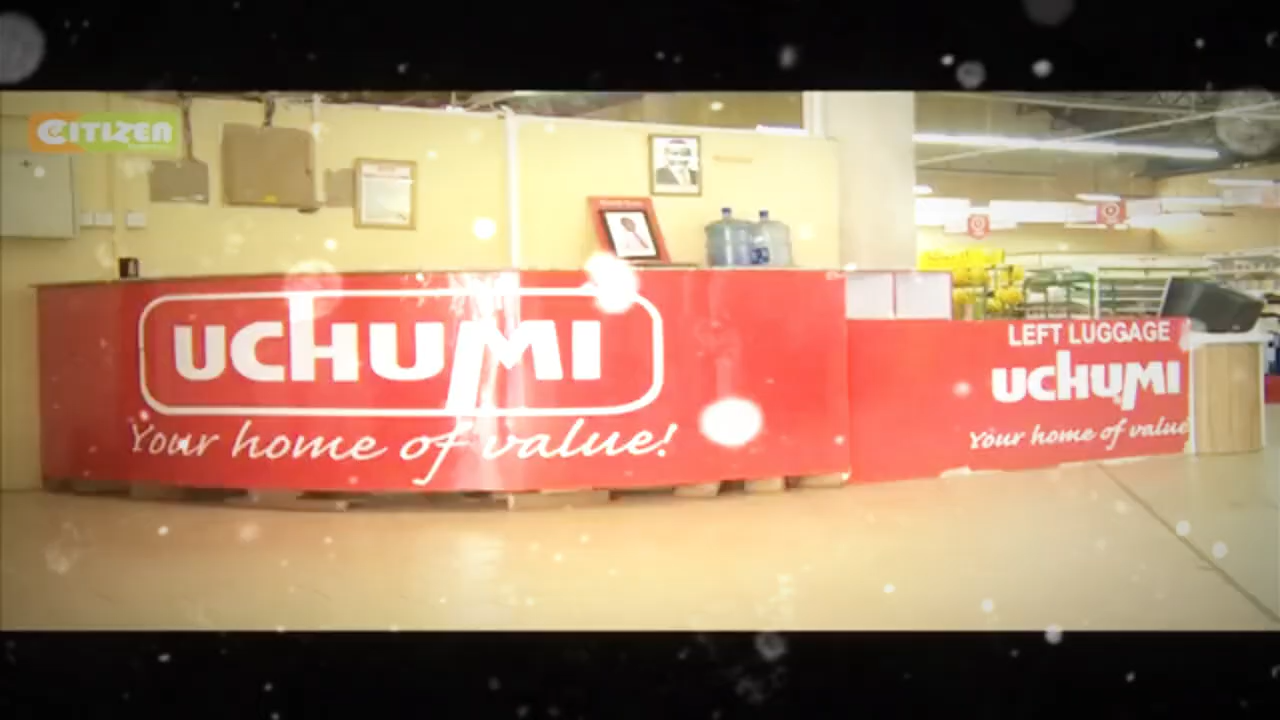 CITIZEN
UCHUMI
Your home of value!
LEFT LUGGAGE
UCHUMI
Your home of value